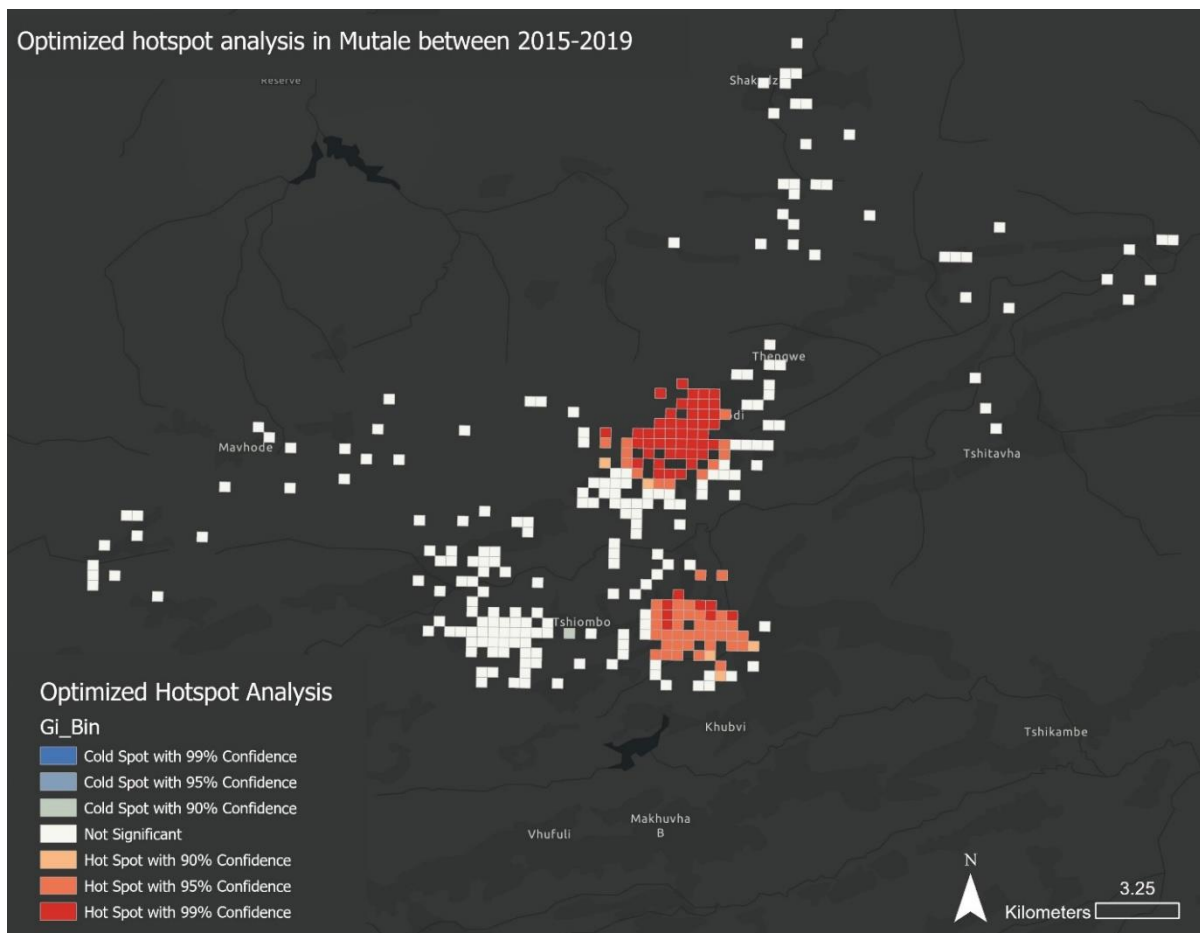 Optimized hotspot analysis in Mutale between 2015-2019
Reserve
Thengwe
Mavhode
Tshitavha
Tshiombo
Khubvi
Tshikambe
Makhuvha
B
Vhufuli
Optimized Hotspot Analysis
Gi_Bin
Cold Spot with 99% Confidence
Cold Spot with 95% Confidence
Cold Spot with 90% Confidence
Not Significant
Hot Spot with 90% Confidence
Hot Spot with 95% Confidence
Hot Spot with 99% Confidence
N
3.25
Kilometers